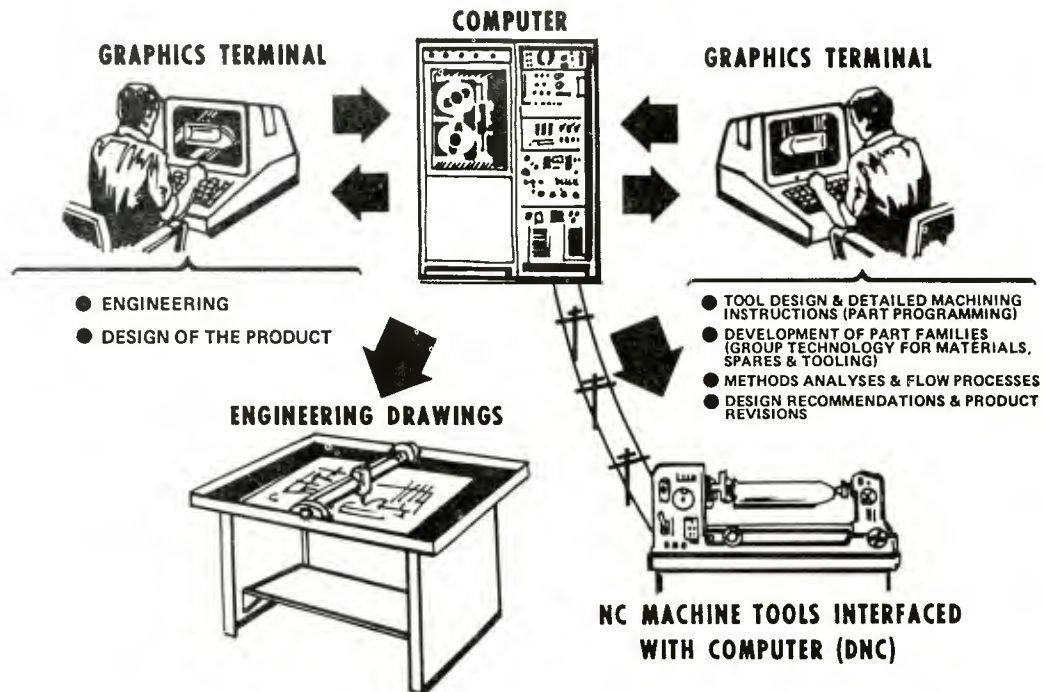 COMPUTER
GRAPHICS TERMINAL
GRAPHICS TERMINAL
● ENGINEERING
● DESIGN OF THE PRODUCT
● TOOL DESIGN & DETAILED MACHINING
INSTRUCTIONS (PART PROGRAMMING)
● DEVELOPMENT OF PART FAMILIES
(GROUP TECHNOLOGY FOR MATERIALS,
SPARES & TOOLING)
● METHODS ANALYSES & FLOW PROCESSES
● DESIGN RECOMMENDATIONS & PRODUCT
REVISIONS
ENGINEERING DRAWINGS
NC MACHINE TOOLS INTERFACED
WITH COMPUTER (DNC)